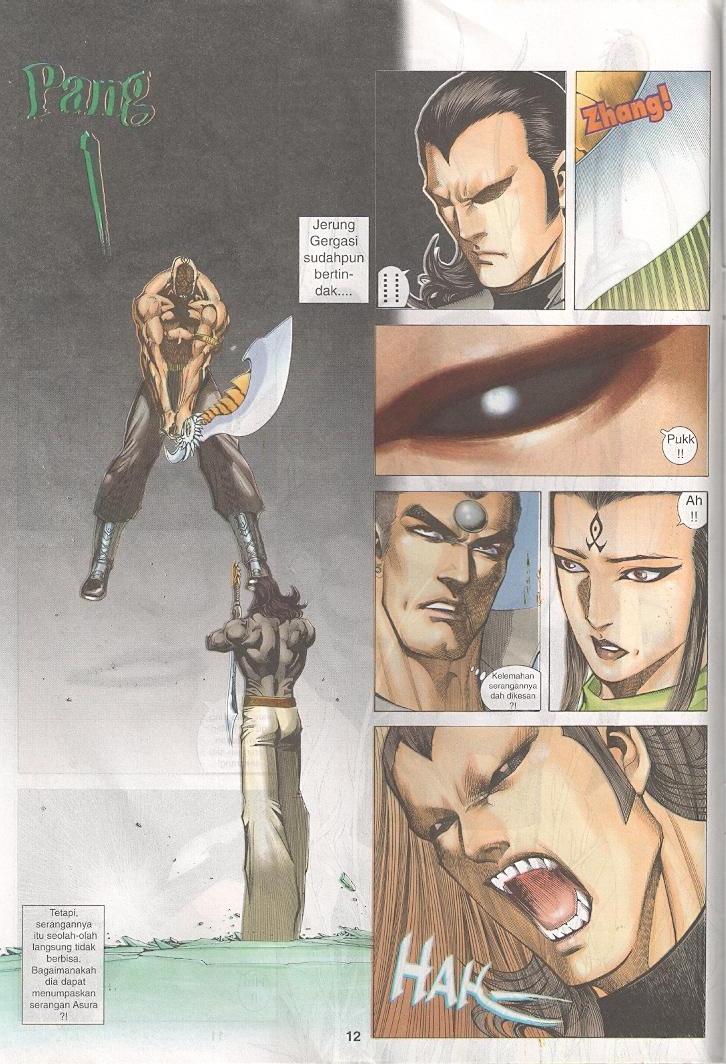 Pang
!
Jerung
Gergasi
sudahpun
bertin-
dak....
Zhang!
Pukk
!!
Ah
!!
Kelemahan
serangannya
dah dikesan
?!
HAK
Tetapi,
serangannya
itu seolah-olah
langsung tidak
berbisa.
Bagaimanakah
dia dapat
menumpaskan
serangan Asura
?!
12